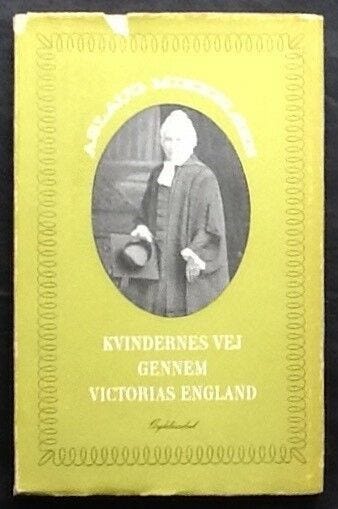 ASLAUG MIKKELSEN
KVINDERNES VEJ
GENNEM
VICTORIAS ENGLAND
Gyldendal